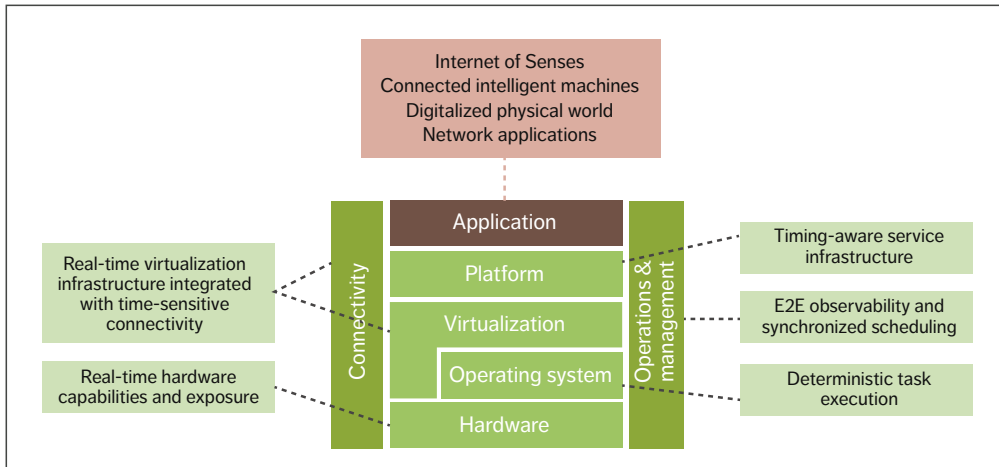 Internet of Senses
Connected intelligent machines
Digitalized physical world
Network applications
Connectivity
Application
Platform
Virtualization
Operating system
Hardware
Operations &
management
Real-time virtualization
infrastructure integrated
with time-sensitive
connectivity
Real-time hardware
capabilities and exposure
Timing-aware service
infrastructure
E2E observability and
synchronized scheduling
Deterministic task
execution